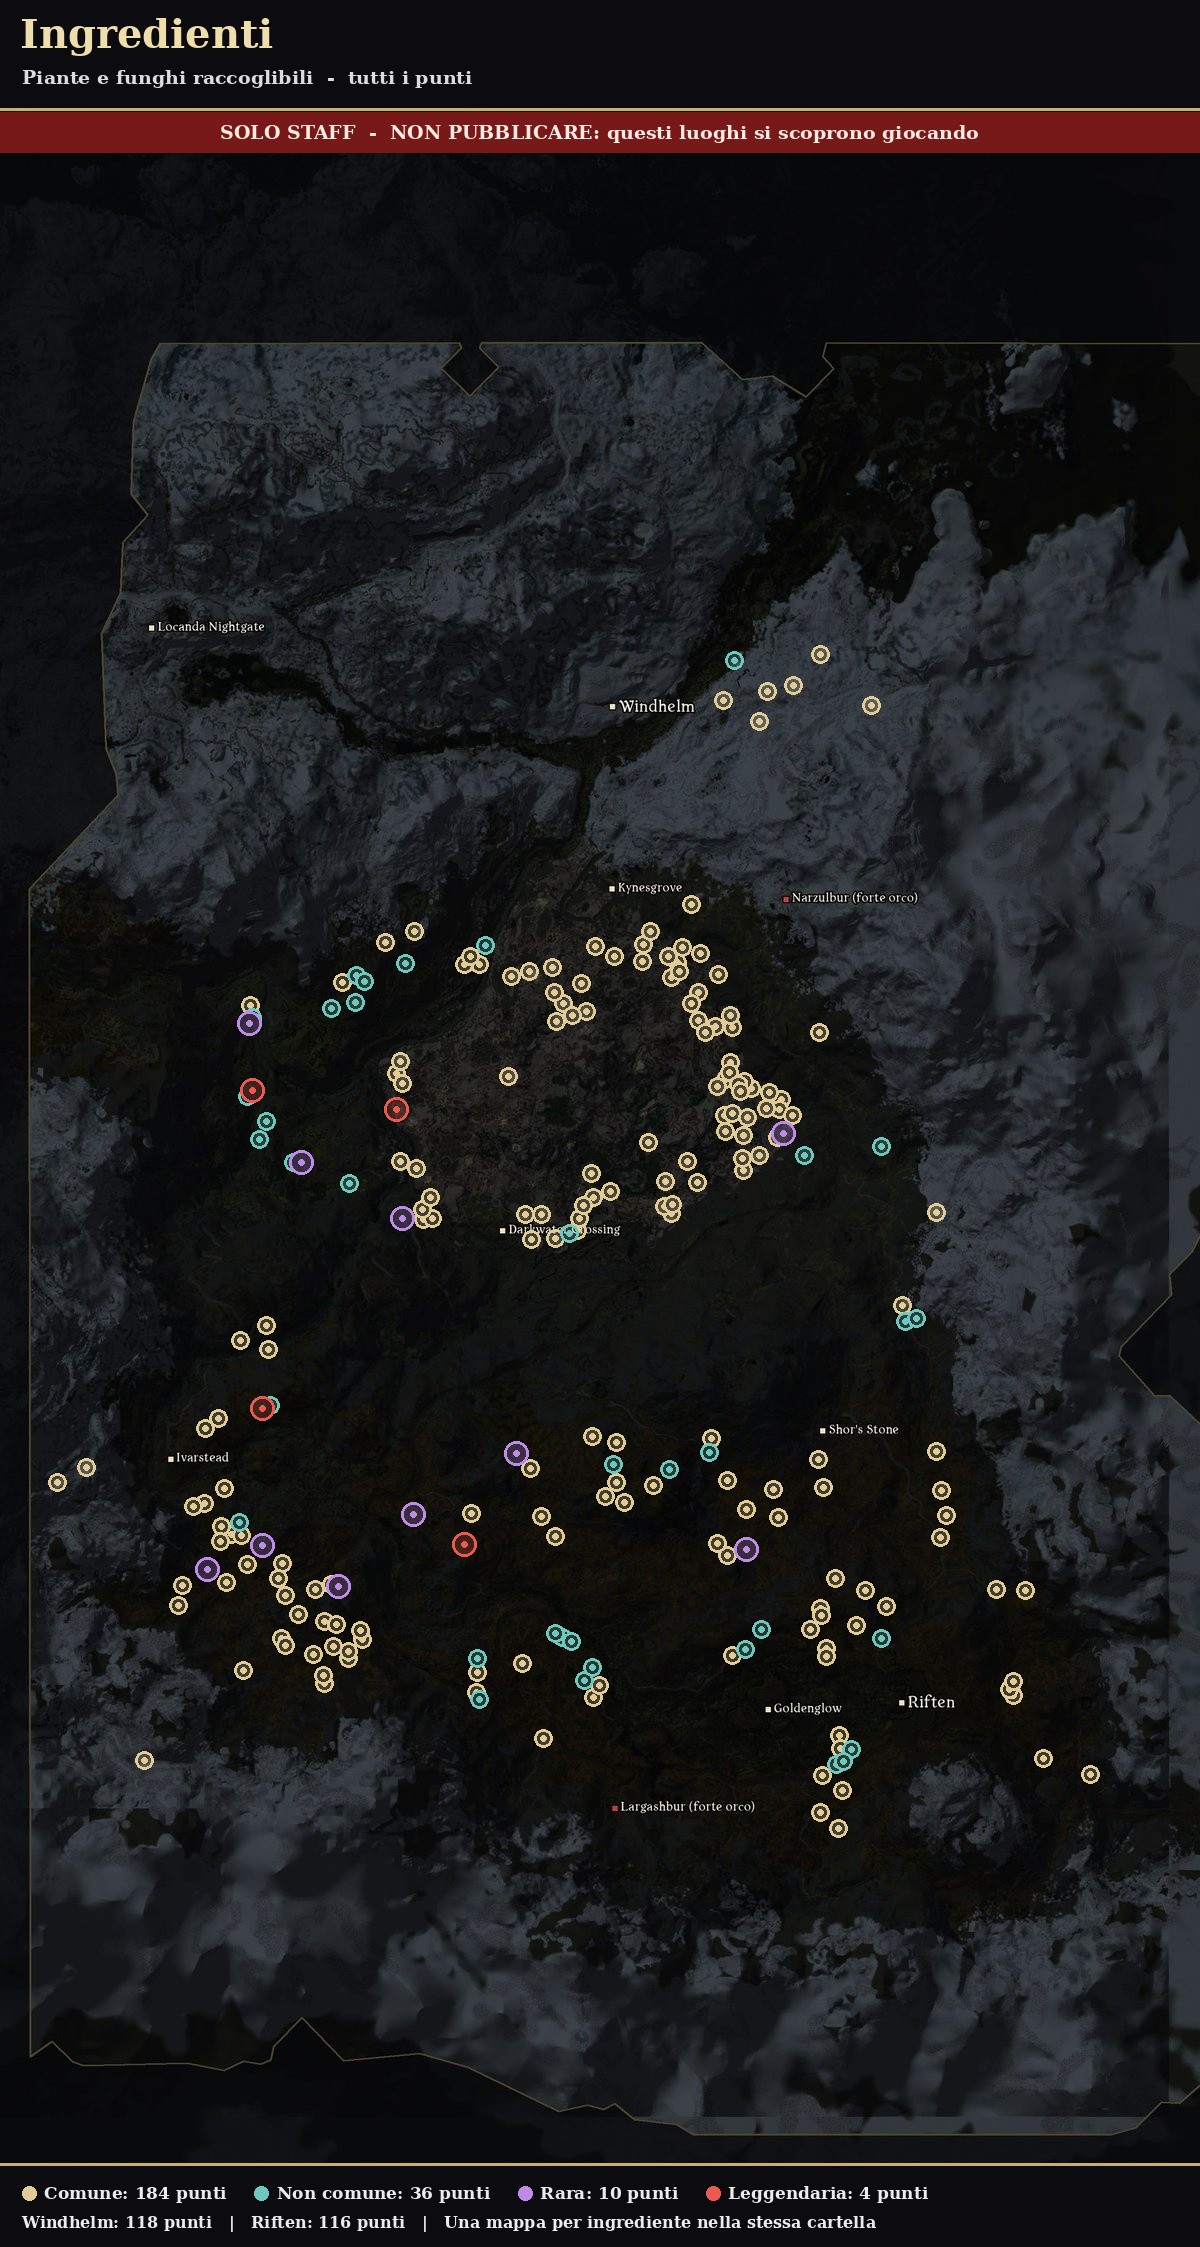 Ingredienti
Piante e funghi raccoglibili - tutti i punti
SOLO STAFF - NON PUBBLICARE: questi luoghi si scoprono giocando
Locanda Nightgate
Windhelm
Kynesgrove
Narzulbur (forte orco)
Darkwater Crossing
Shor's Stone
Ivarstead
Riften
Goldenglow
Largashbur (forte orco)
Comune: 184 punti Non comune: 36 punti Rara: 10 punti Leggendaria: 4 punti
Windhelm: 118 punti | Riften: 116 punti | Una mappa per ingrediente nella stessa cartella